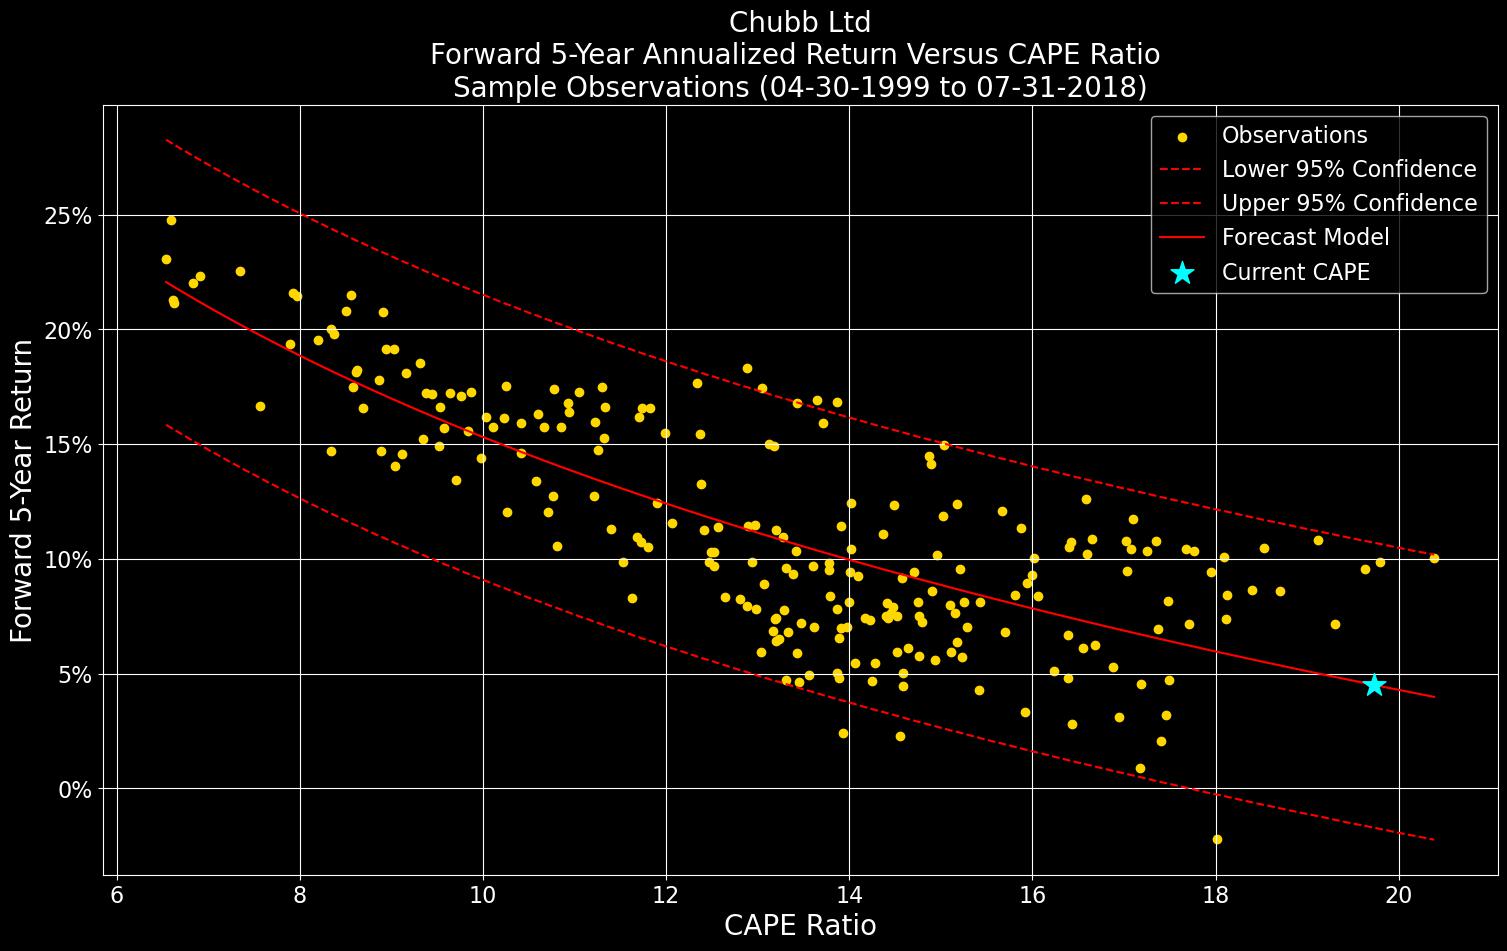 Chubb Ltd
Forward 5-Year Annualized Return Versus CAPE Ratio
Sample Observations (04-30-1999 to 07-31-2018)
Observations
Lower 95% Confidence
Upper 95% Confidence
Forecast Model
Current CAPE
Forward 5-Year Return
25%
20%
15%
10%
5%
0%
6 8 10 12 14 16 18 20
CAPE Ratio